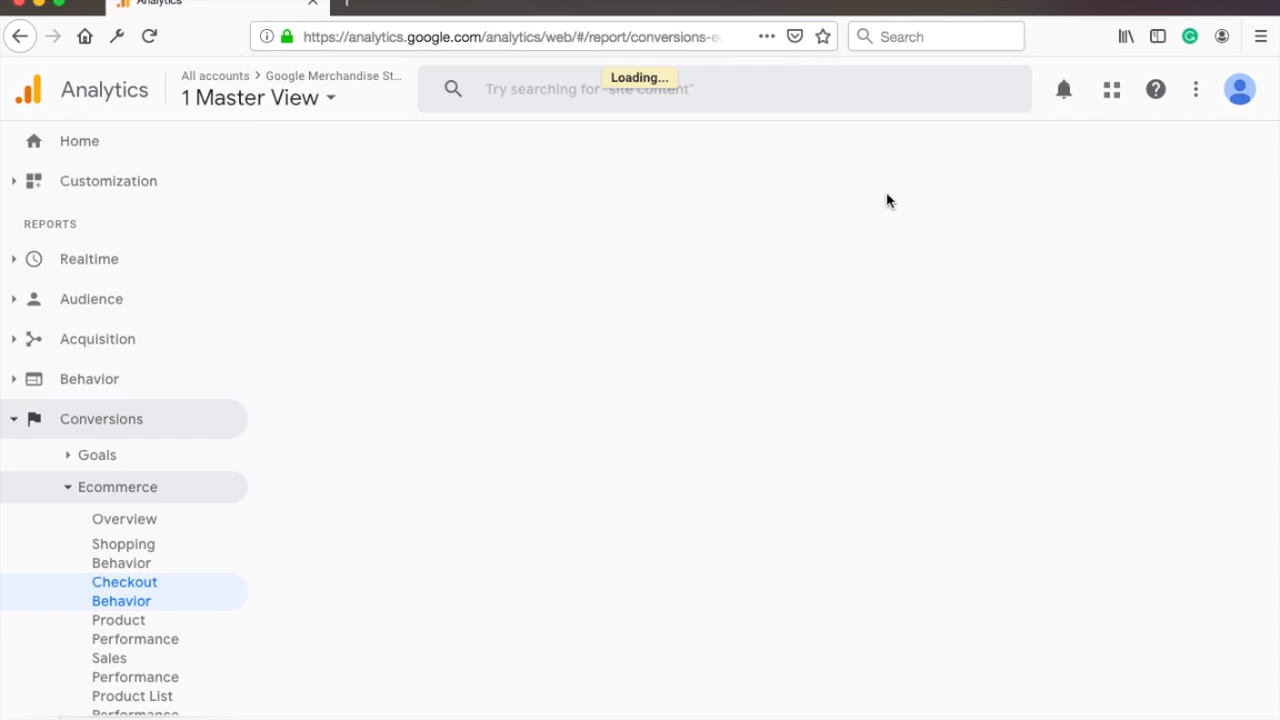 Analytics
https://analytics.google.com/analytics/web/#/report/conversions-ec
Search
Analytics
All accounts > Google Merchandise St...
1 Master View
Loading...
Try searching for "site content"
Home
Customization
REPORTS
Realtime
Audience
Acquisition
Behavior
Conversions
Goals
Ecommerce
Overview
Shopping
Behavior
Checkout
Behavior
Product
Performance
Sales
Performance
Product List
Performance